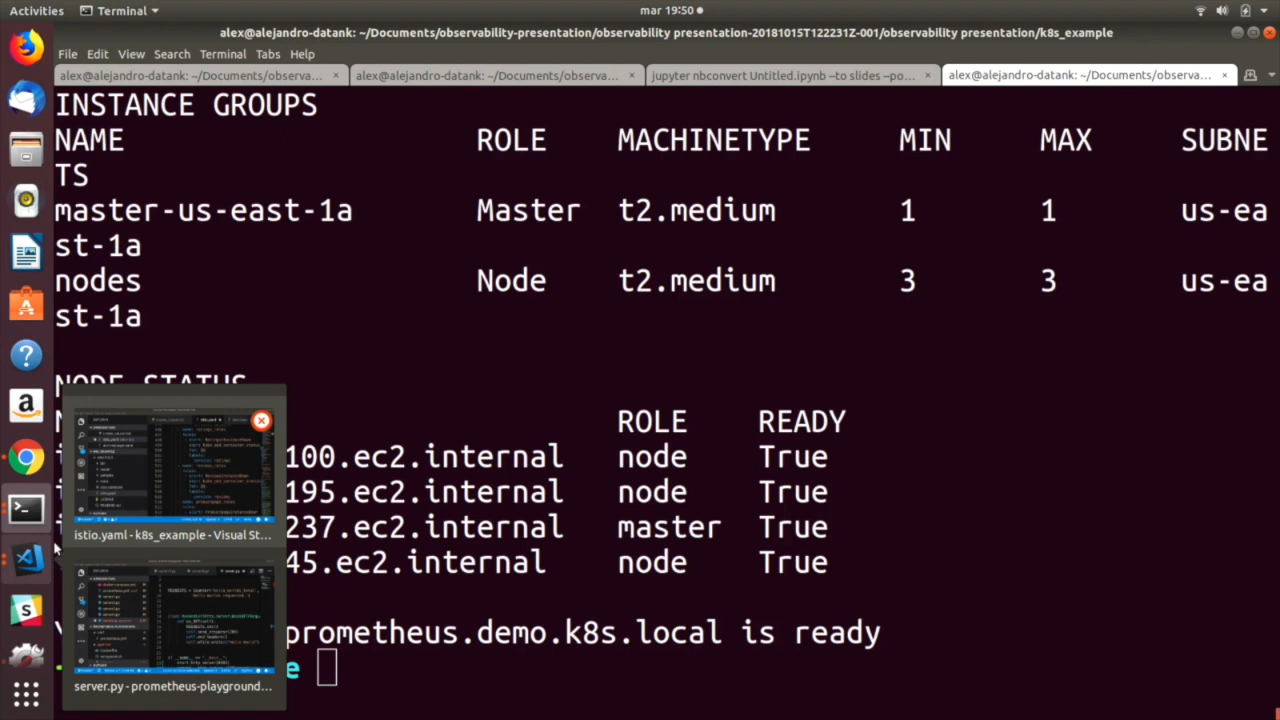 Activities Terminal mar 19:50
alex@alejandro-datank: ~/Documents/observability-presentation/observability presentation-20181015T122231Z-001/observability presentation/k8s_example
File Edit View Search Terminal Tabs Help
alex@alejandro-datank: ~/Documents/observa... × alex@alejandro-datank: ~/Documents/observa... × jupyter nbconvert Untitled.ipynb --to slides --po... × alex@alejandro-datank: ~/Documents/observa... ×
INSTANCE GROUPS
NAME ROLE MACHINETYPE MIN MAX SUBNE
TS
master-us-east-1a Master t2.medium 1 1 us-ea
st-1a
nodes Node t2.medium 3 3 us-ea
st-1a
NODE STATUS
ROLE READY
100.ec2.internal node True
195.ec2.internal node True
237.ec2.internal master True
45.ec2.internal node True
prometheus.demo.k8s.local is ready
e
istio.yaml - k8s_example - Visual St...
server.py - prometheus-playground...